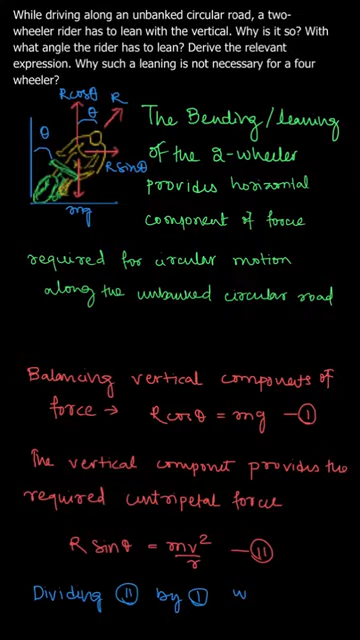 While driving along an unbanked circular road, a two-
wheeler rider has to lean with the vertical. Why is it so? With
what angle the rider has to lean? Derive the relevant
expression. Why such a leaning is not necessary for a four
wheeler?
Rcosθ R
θ
θ
Rsinθ
mg
The Bending/leaning
of the 2-wheeler
provides horizontal
component of force
required for circular motion
along the unbanked circular road
Balancing vertical components of
force → Rcosθ = mg —①
The vertical component provides the
required centripetal force
R sinθ = mv²/r —⑪
Dividing ⑪ by ① w